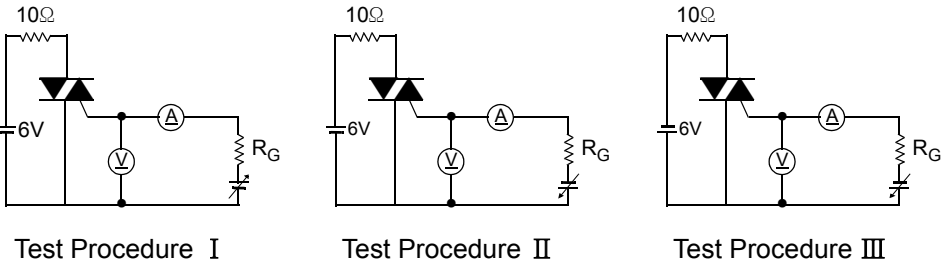 10Ω 10Ω 10Ω
6V 6V 6V
A A A
V V V
R_G R_G R_G
Test Procedure Ⅰ Test Procedure Ⅱ Test Procedure Ⅲ